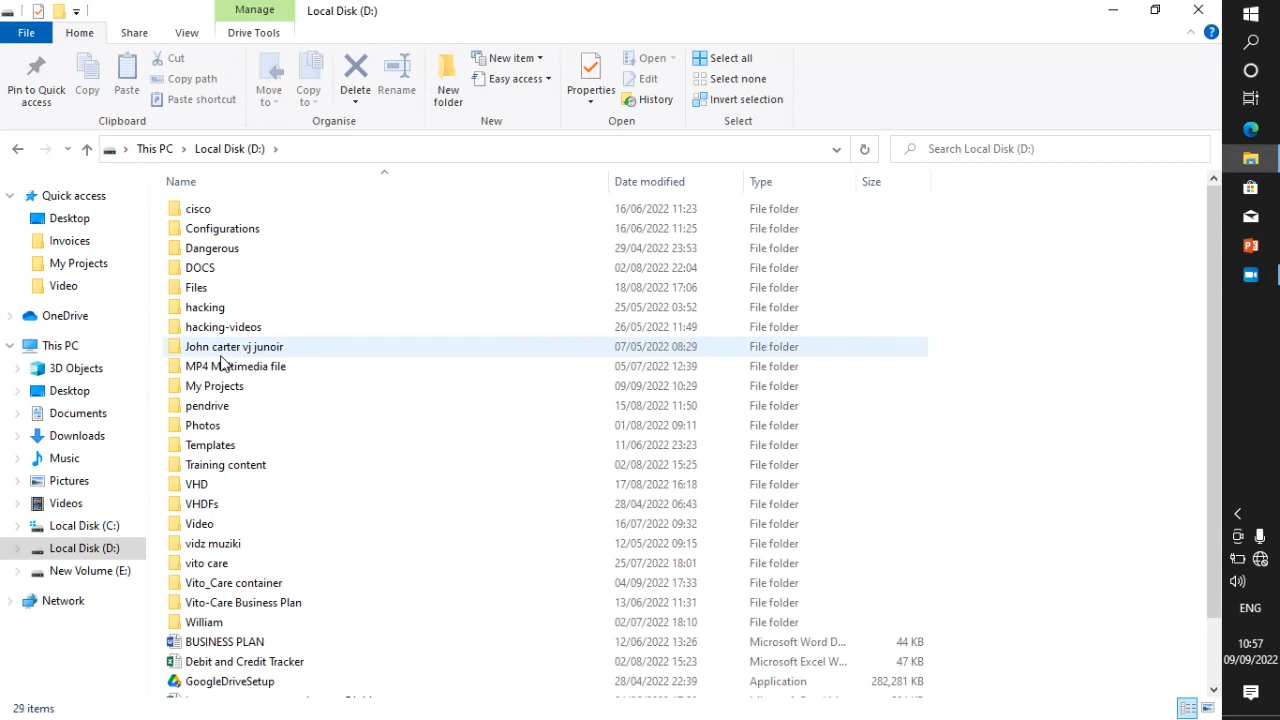 Manage
Local Disk (D:)
File
Home
Share
View
Drive Tools
Pin to Quick access
Copy
Paste
Cut
Copy path
Paste shortcut
Move to
Copy to
Delete
Rename
New folder
New item
Easy access
Properties
Open
Edit
History
Select all
Select none
Invert selection
Clipboard
Organise
New
Open
Select
This PC
Local Disk (D:)
Search Local Disk (D:)
Quick access
Desktop
Invoices
My Projects
Video
OneDrive
This PC
3D Objects
Desktop
Documents
Downloads
Music
Pictures
Videos
Local Disk (C:)
Local Disk (D:)
New Volume (E:)
Network
Name Date modified Type Size
cisco 16/06/2022 11:23 File folder
Configurations 16/06/2022 11:25 File folder
Dangerous 29/04/2022 23:53 File folder
DOCS 02/08/2022 22:04 File folder
Files 18/08/2022 17:06 File folder
hacking 25/05/2022 03:52 File folder
hacking-videos 26/05/2022 11:49 File folder
John carter vj junoir 07/05/2022 08:29 File folder
MP4 Multimedia file 05/07/2022 12:39 File folder
My Projects 09/09/2022 10:29 File folder
pendrive 15/08/2022 11:50 File folder
Photos 01/08/2022 09:11 File folder
Templates 11/06/2022 23:23 File folder
Training content 02/08/2022 15:25 File folder
VHD 17/08/2022 16:18 File folder
VHDFs 28/04/2022 06:43 File folder
Video 16/07/2022 09:32 File folder
vidz muziki 12/05/2022 09:15 File folder
vito care 25/07/2022 18:01 File folder
Vito_Care container 04/09/2022 17:33 File folder
Vito-Care Business Plan 13/06/2022 11:31 File folder
William 02/07/2022 18:10 File folder
BUSINESS PLAN 12/06/2022 13:26 Microsoft Word D... 44 KB
Debit and Credit Tracker 02/08/2022 15:23 Microsoft Excel W... 47 KB
GoogleDriveSetup 28/04/2022 22:39 Application 282,281 KB
29 items
ENG
10:57
09/09/2022